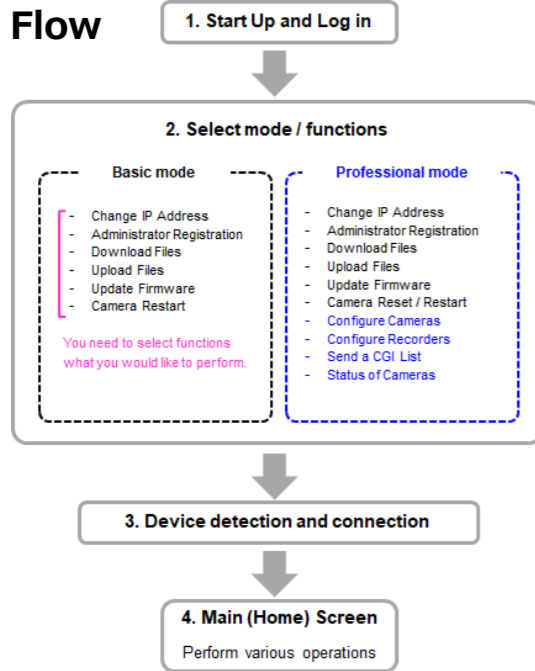 Flow
1. Start Up and Log in
2. Select mode / functions
Basic mode
- Change IP Address
- Administrator Registration
- Download Files
- Upload Files
- Update Firmware
- Camera Restart
You need to select functions
what you would like to perform.
Professional mode
- Change IP Address
- Administrator Registration
- Download Files
- Upload Files
- Update Firmware
- Camera Reset / Restart
- Configure Cameras
- Configure Recorders
- Send a CGI List
- Status of Cameras
3. Device detection and connection
4. Main (Home) Screen
Perform various operations